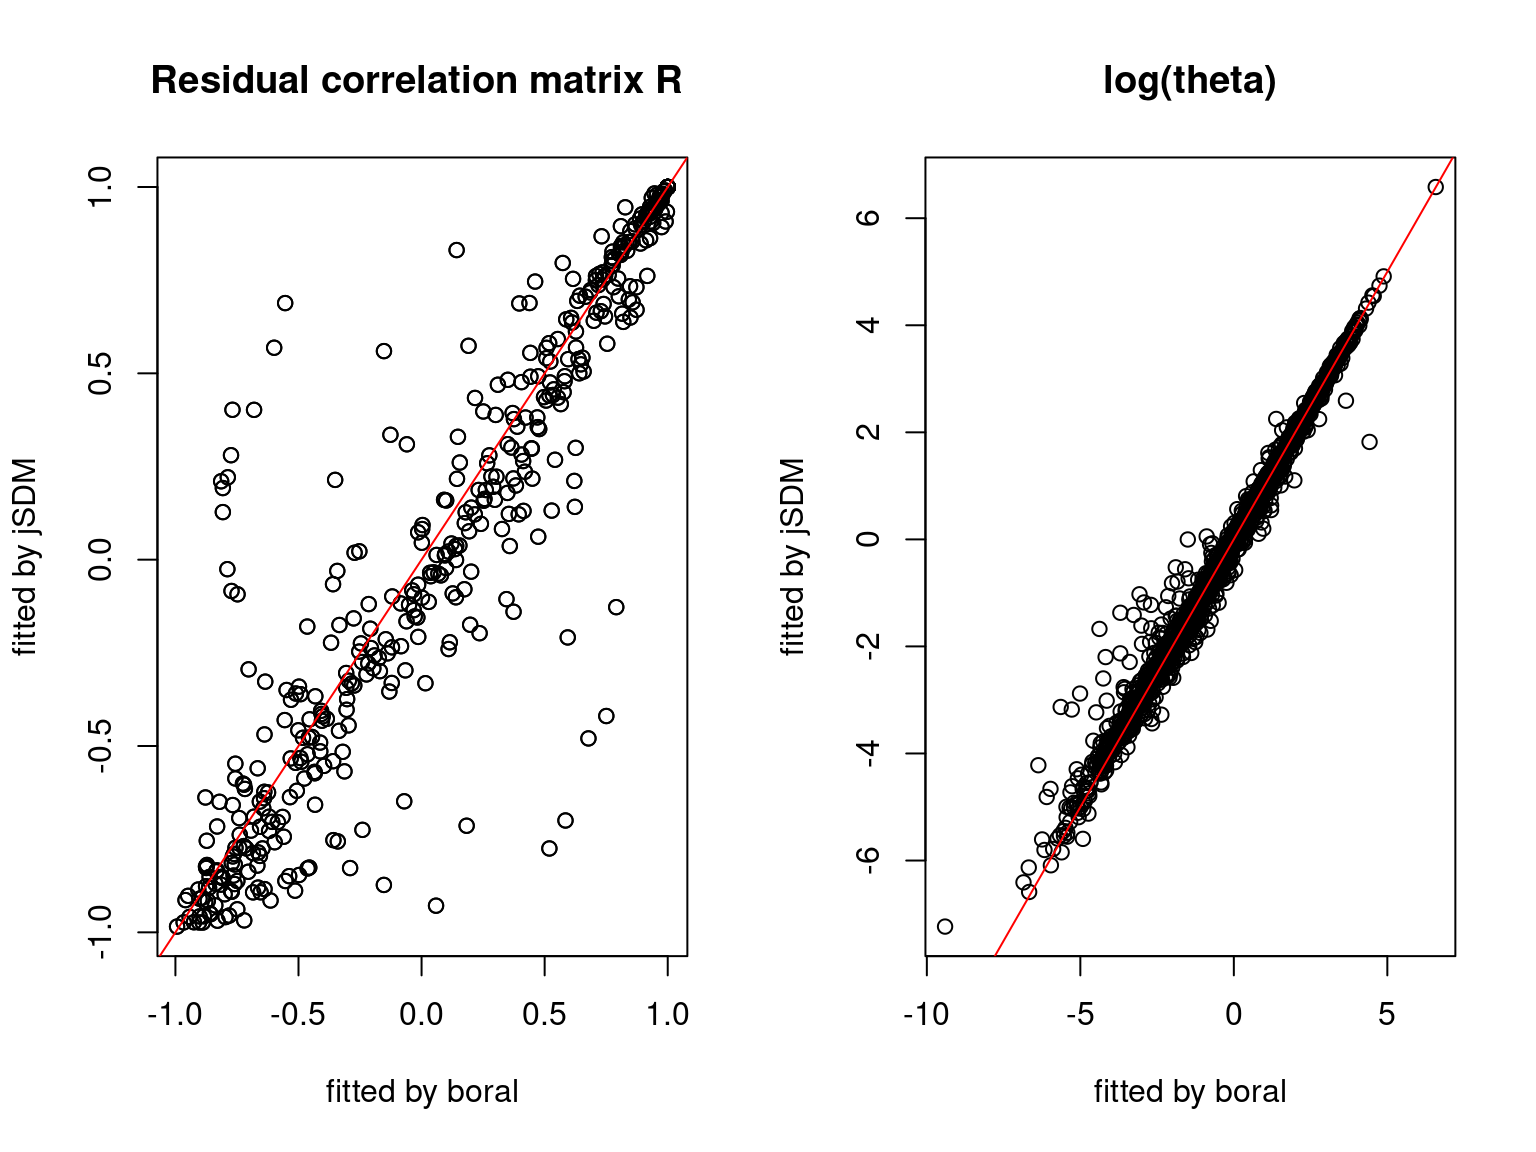 Residual correlation matrix R
1.0
0.5
0.0
-0.5
-1.0
fitted by jSDM
-1.0 -0.5 0.0 0.5 1.0
fitted by boral
log(theta)
6
4
2
0
-2
-4
-6
fitted by jSDM
-10 -5 0 5
fitted by boral